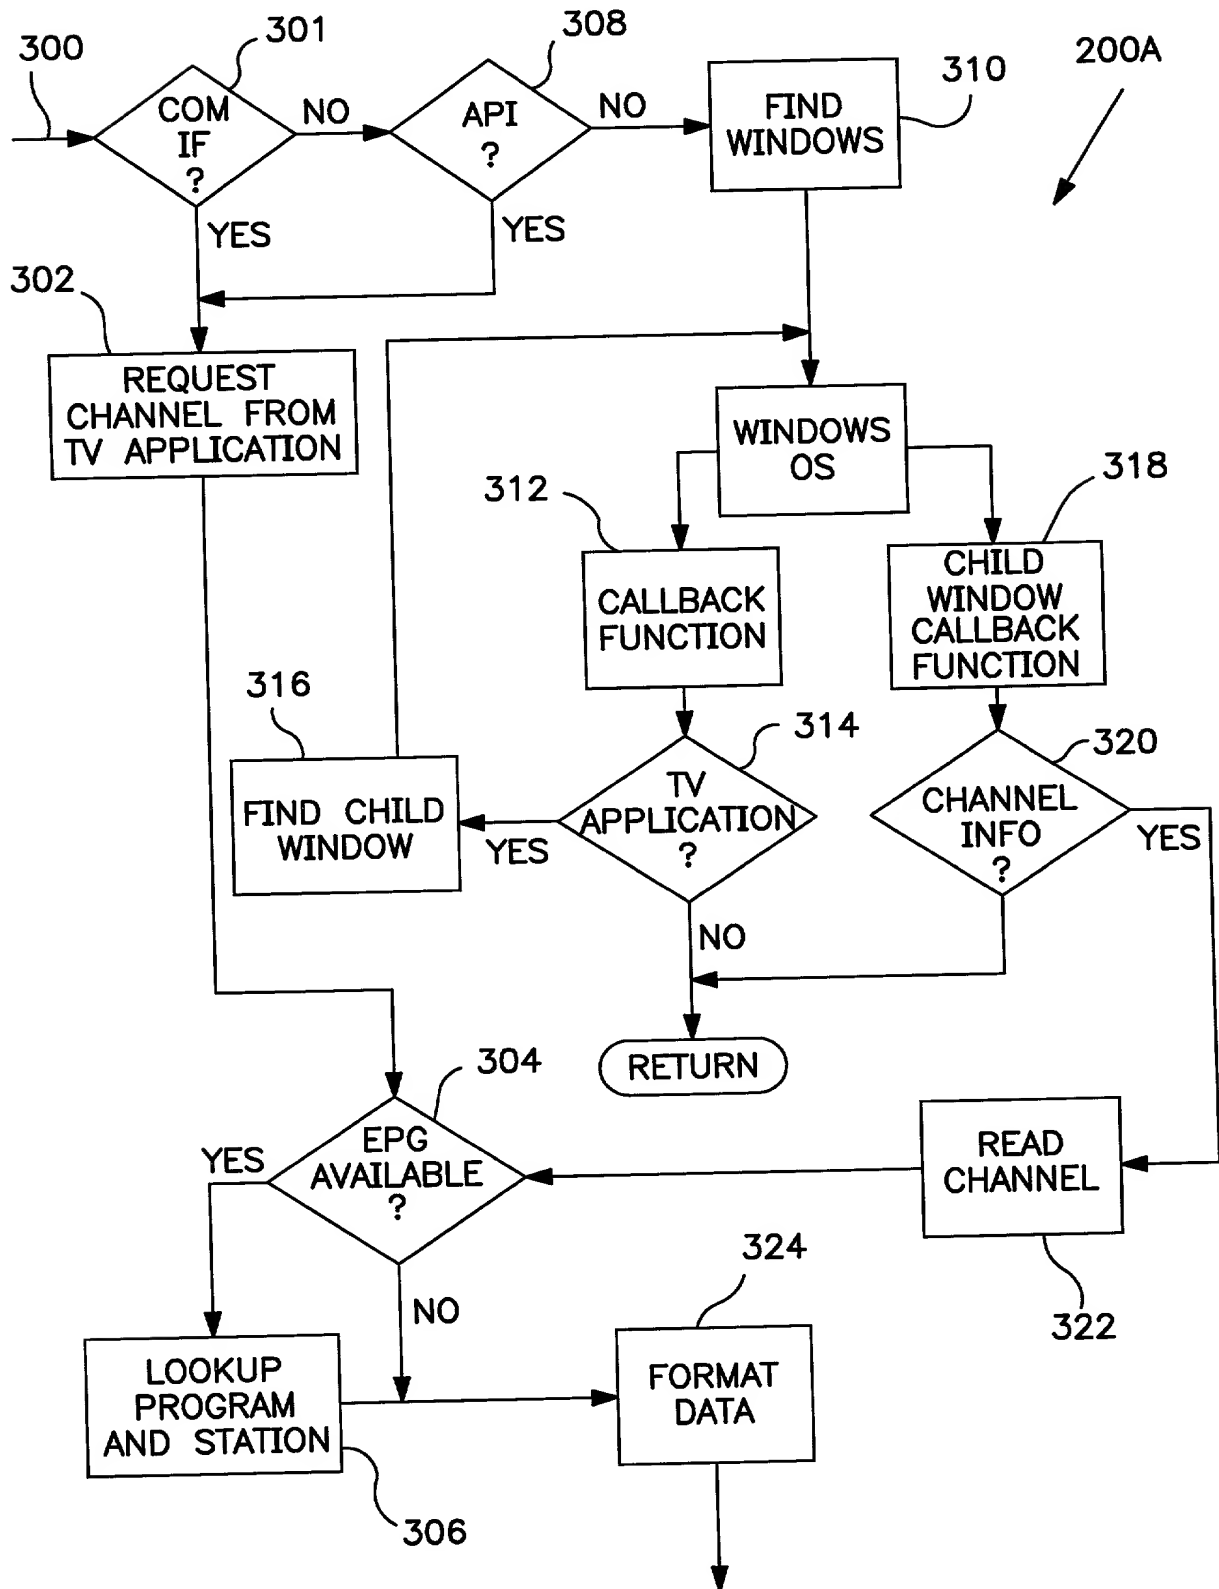 300
301
308
200A
COM
IF
?
NO
API
?
NO
FIND
WINDOWS
310
YES
YES
302
REQUEST
CHANNEL FROM
TV APPLICATION
WINDOWS
OS
312
318
CALLBACK
FUNCTION
CHILD
WINDOW
CALLBACK
FUNCTION
316
314
320
FIND CHILD
WINDOW
YES
TV
APPLICATION
?
CHANNEL
INFO
?
YES
NO
RETURN
304
EPG
AVAILABLE
?
YES
READ
CHANNEL
322
NO
324
LOOKUP
PROGRAM
AND STATION
306
FORMAT
DATA